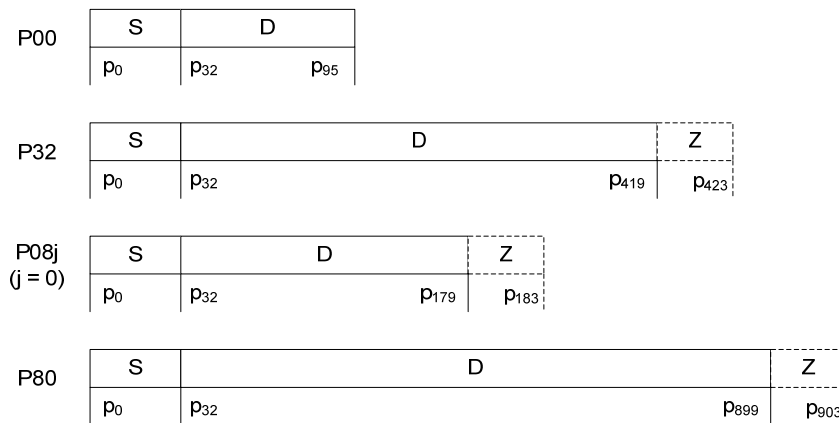 P00 S D
p0 p32 p95
P32 S D Z
p0 p32 p419 p423
P08j
(j = 0) S D Z
p0 p32 p179 p183
P80 S D Z
p0 p32 p899 p903